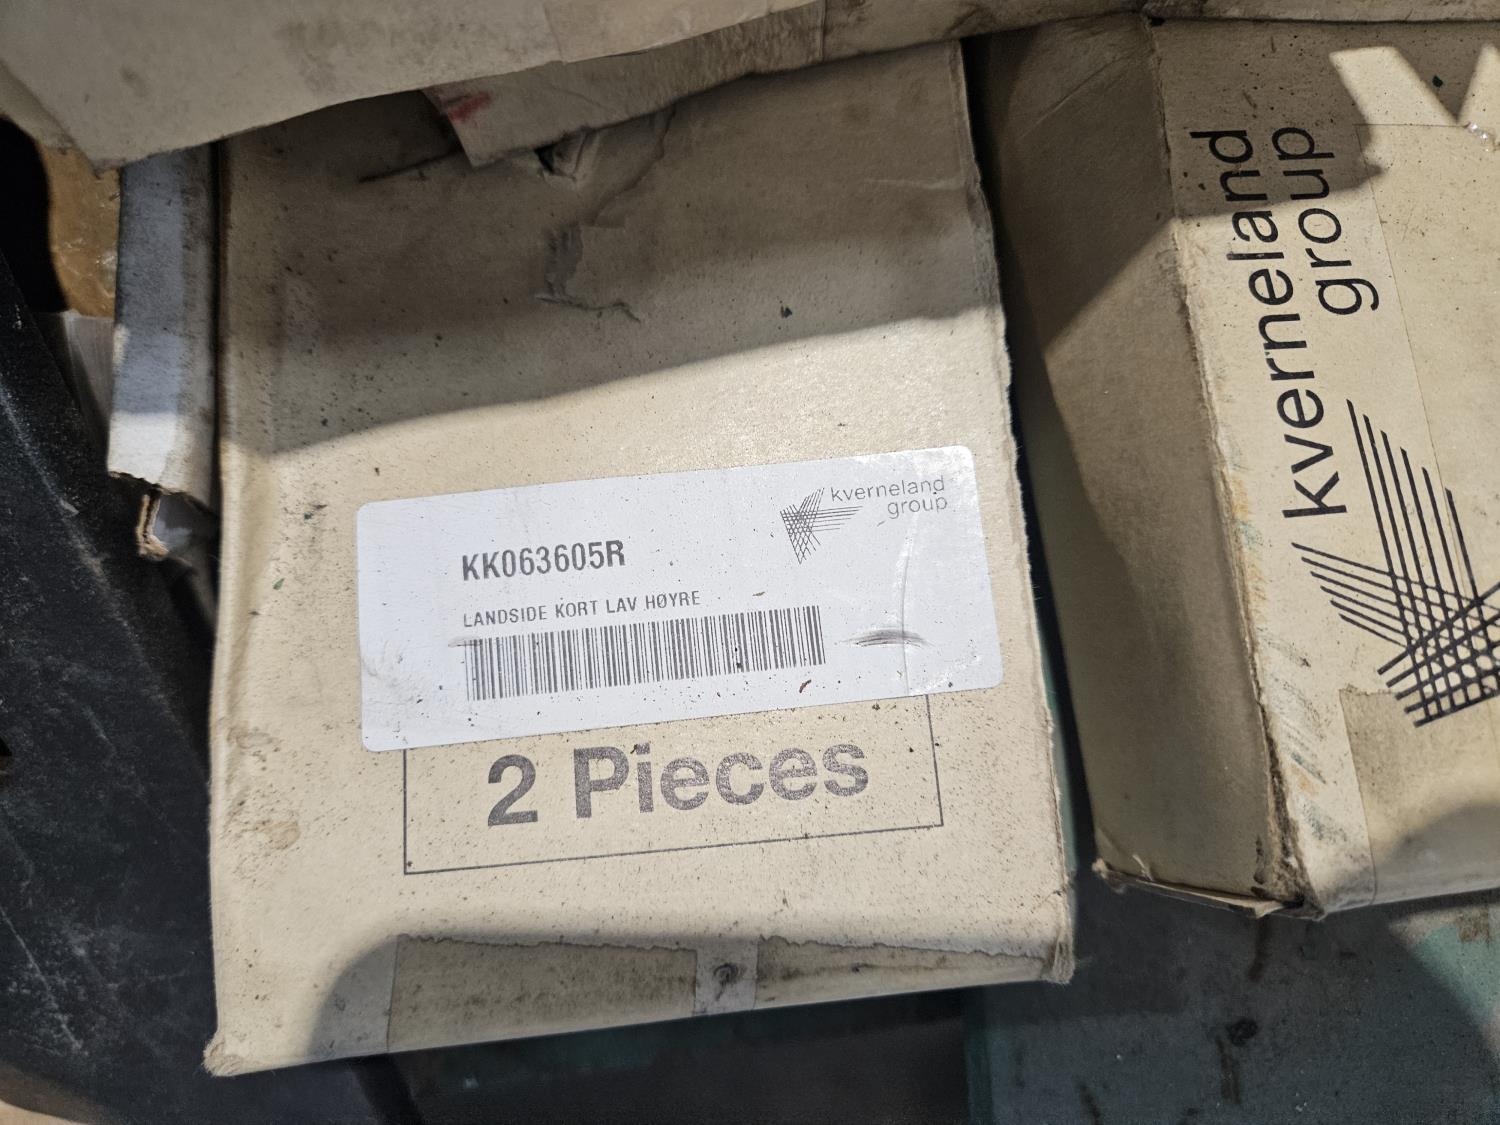 kverneland
group
KK063605R
LANDSIDE KORT LAV HØYRE
2 Pieces
kverneland
group